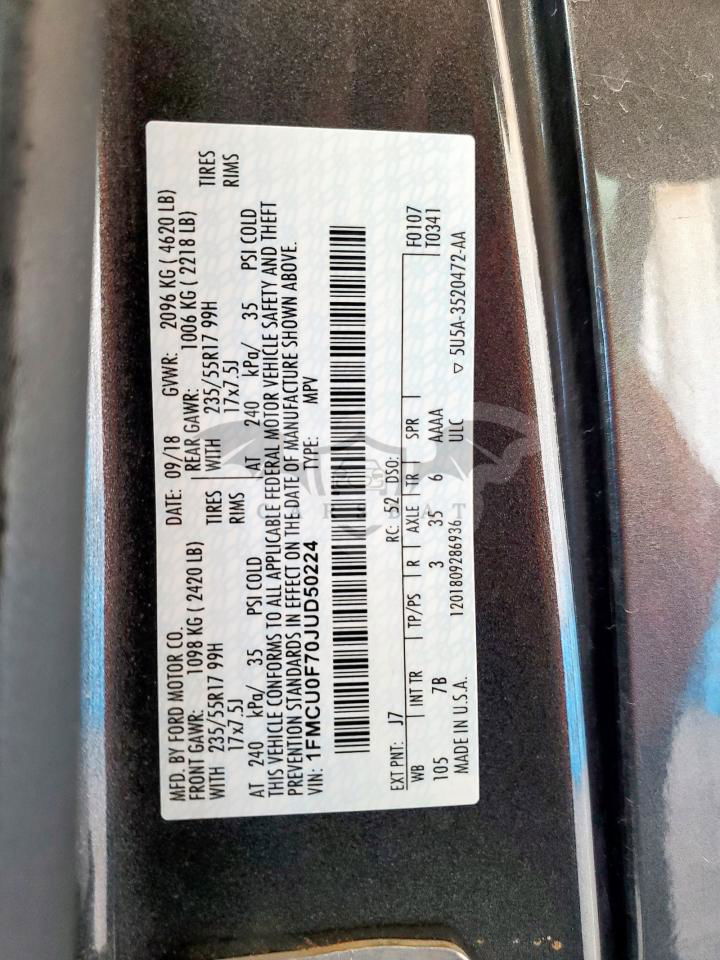 MFD. BY FORD MOTOR CO. DATE: 09/18 GVWR: 2096 KG ( 4620 LB)
FRONT GAWR: 1098 KG ( 2420 LB) REAR GAWR: 1006 KG ( 2218 LB)
WITH 235/55R17 99H TIRES WITH 235/55R17 99H TIRES
17x7.5J RIMS 17x7.5J RIMS
AT 240 kPa/ 35 PSI COLD AT 240 kPa/ 35 PSI COLD
THIS VEHICLE CONFORMS TO ALL APPLICABLE FEDERAL MOTOR VEHICLE SAFETY AND THEFT
PREVENTION STANDARDS IN EFFECT ON THE DATE OF MANUFACTURE SHOWN ABOVE.
VIN: 1FMCU0F70JUD50224 TYPE: MPV
EXT PNT: J7 RC: 52 DSO: F0107
WB INT TR TP/PS R AXLE TR SPR T0341
105 7B 3 35 6 AAAA
MADE IN U.S.A. 1201809286936 ULC ▽ 5U5A-3520472-AA